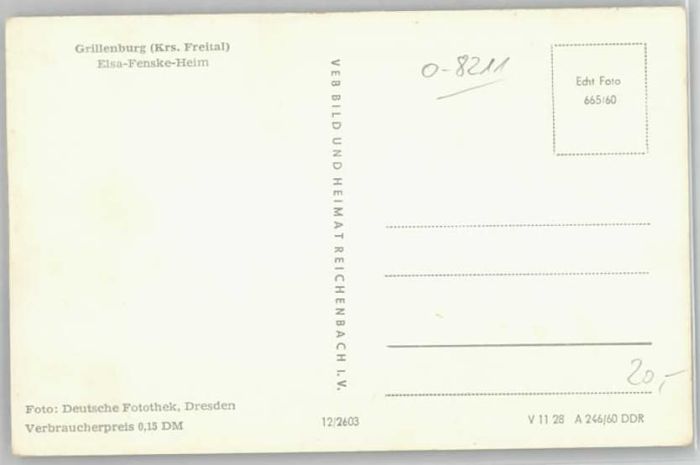 Grillenburg (Krs. Freital)
Elsa-Fenske-Heim
VEB BILD UND HEIMAT REICHENBACH I. V.
O-8211
Echt Foto
665/60
20,-
Foto: Deutsche Fotothek, Dresden
Verbraucherpreis 0,15 DM
12/2603
V 11 28 A 246/60 DDR